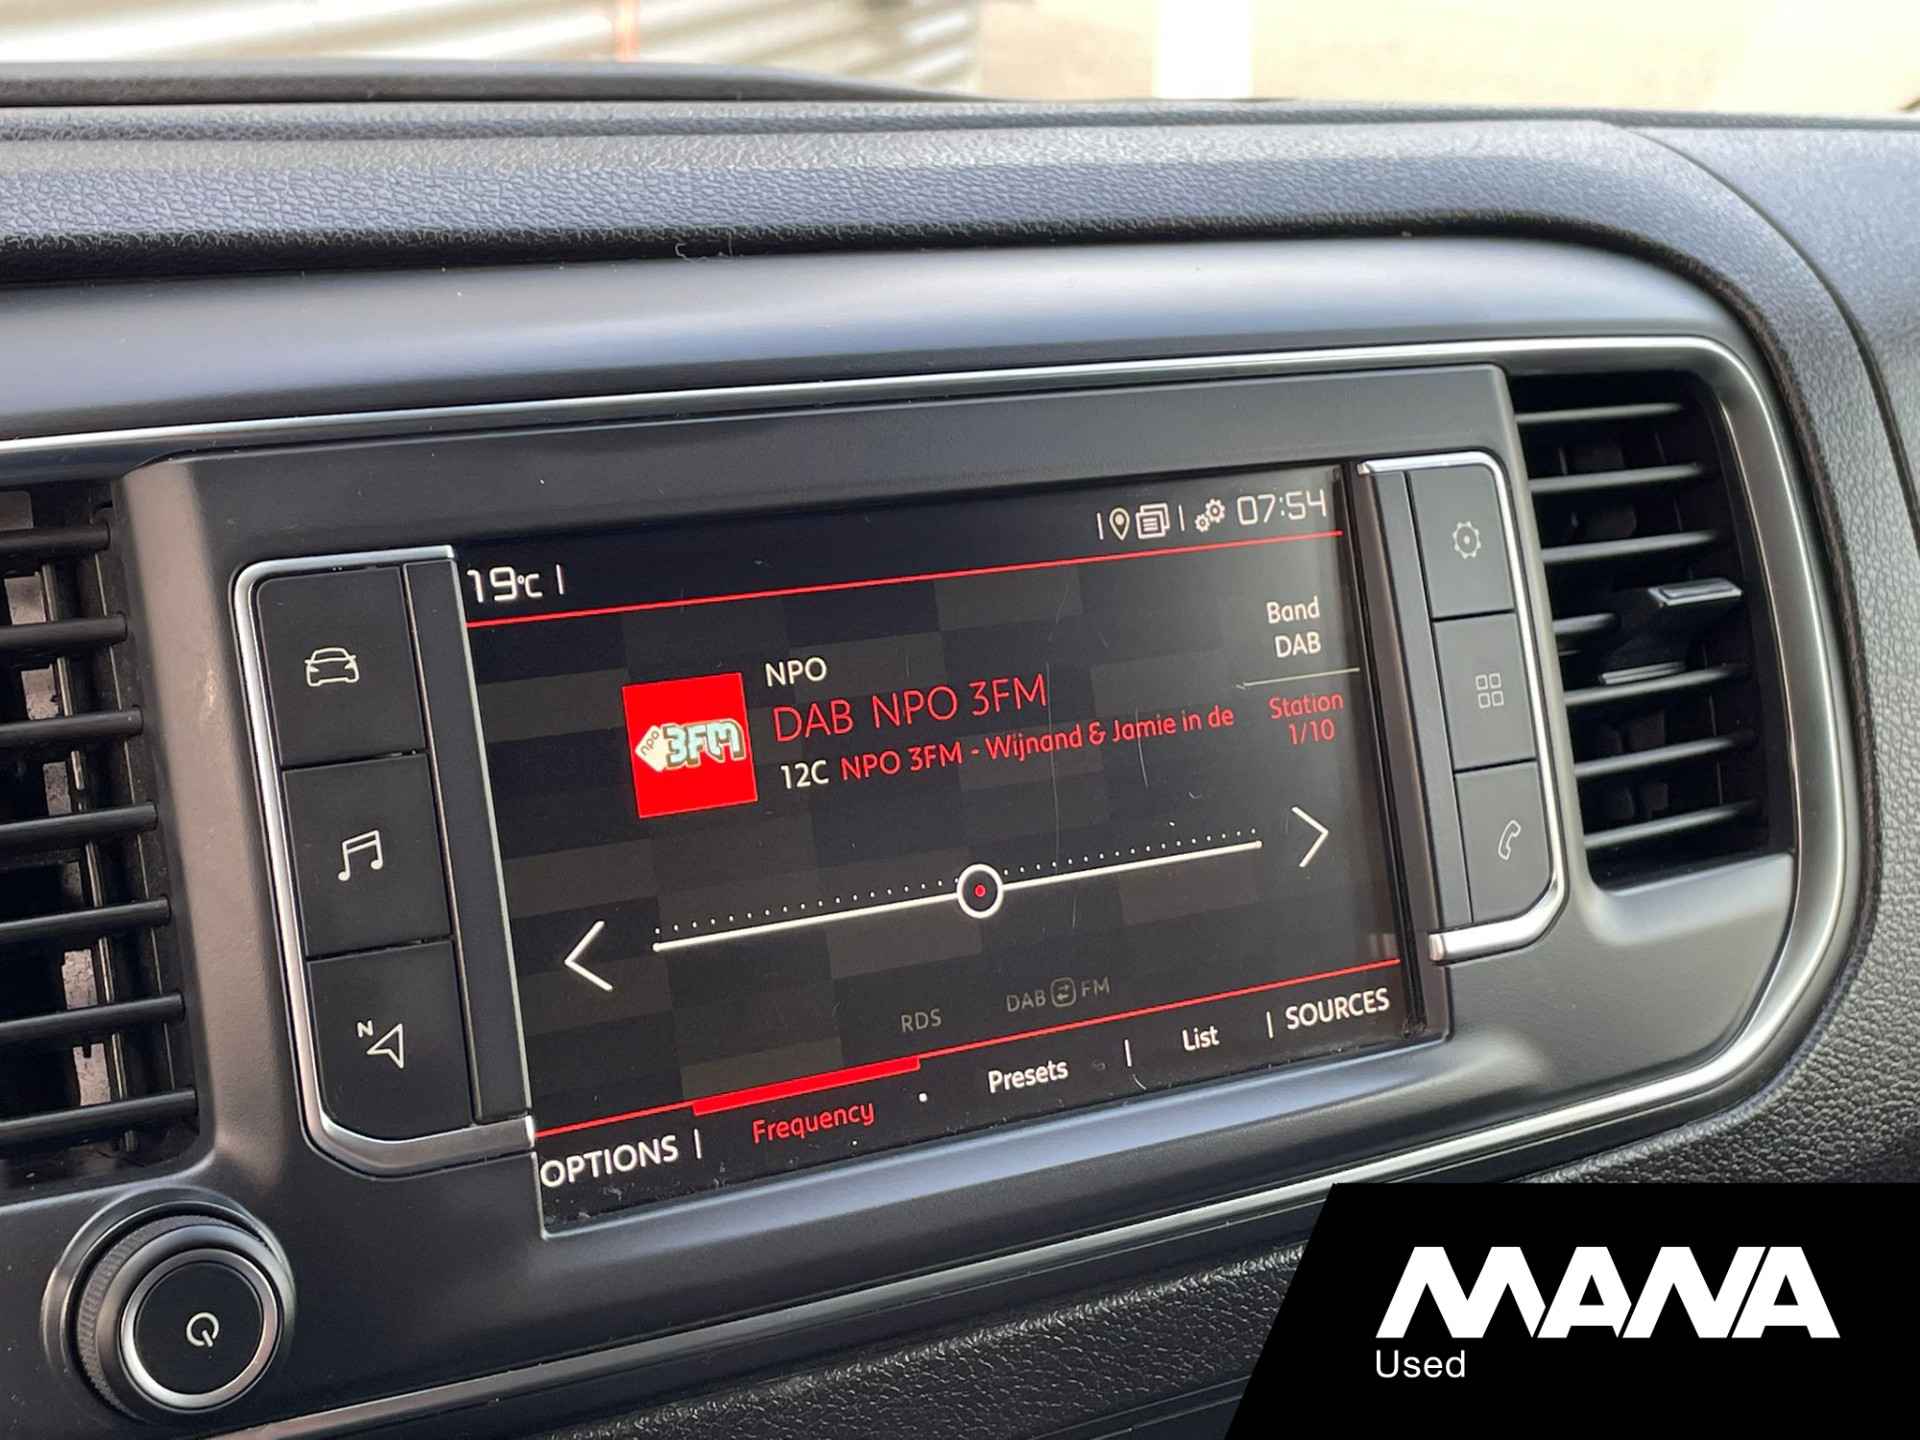 19°C
07:54
NPO
DAB NPO 3FM
12C NPO 3FM - Wijnand & Jamie in de
npo 3FM
Band
DAB
Station
1/10
RDS
DAB FM
OPTIONS
Frequency
Presets
List
SOURCES
N
MANA
Used